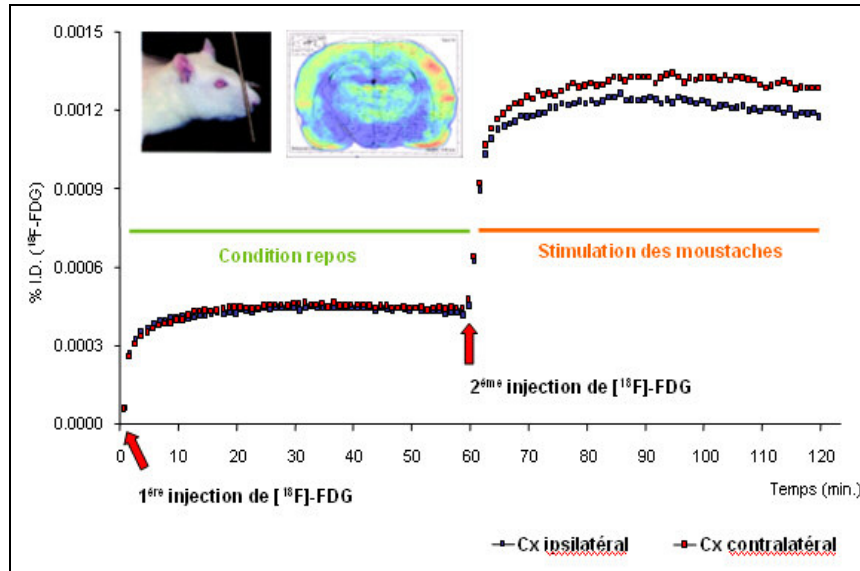 0.0015
0.0012
0.0009
0.0006
0.0003
0.0000
% I.D. (¹⁸F-FDG)
Condition repos
Stimulation des moustaches
2éme injection de [¹⁸F]-FDG
0 10 20 30 40 50 60 70 80 90 100 110 120
1ére injection de [¹⁸F]-FDG
Temps (min.)
Cx ipsilatéral
Cx contralatéral